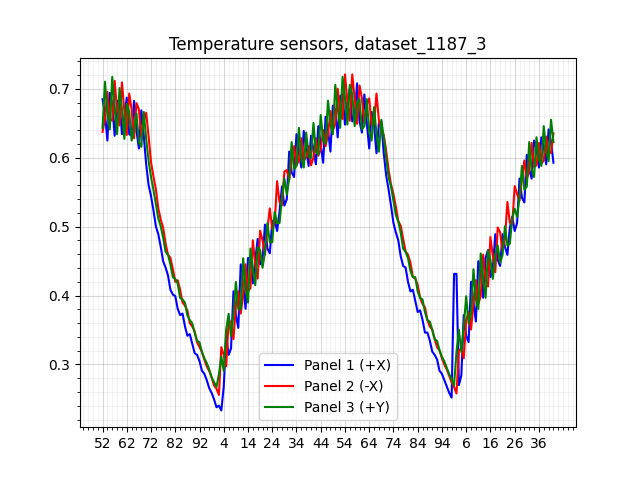 Temperature sensors, dataset_1187_3
0.7
0.6
0.5
0.4
0.3
Panel 1 (+X)
Panel 2 (-X)
Panel 3 (+Y)
52 62 72 82 92 4 14 24 34 44 54 64 74 84 94 6 16 26 36